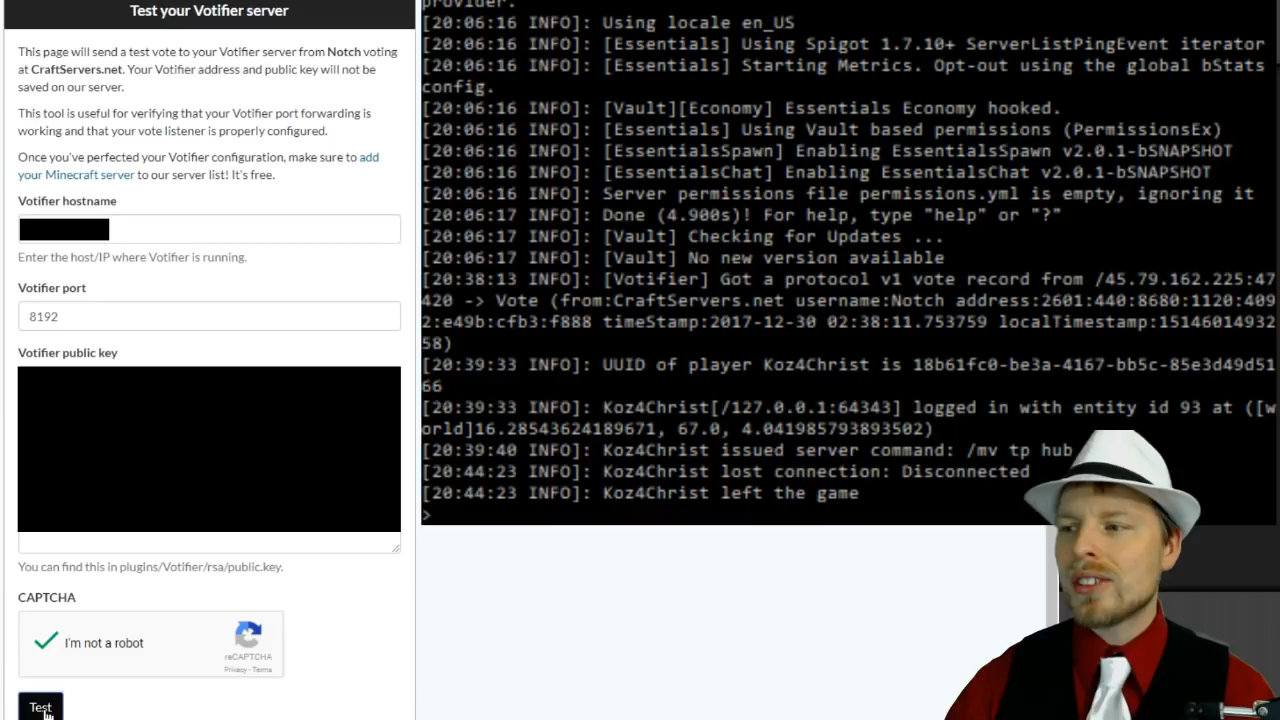 Test your Votifier server
This page will send a test vote to your Votifier server from Notch voting
at CraftServers.net. Your Votifier address and public key will not be
saved on our server.
This tool is useful for verifying that your Votifier port forwarding is
working and that your vote listener is properly configured.
Once you've perfected your Votifier configuration, make sure to add
your Minecraft server to our server list! It's free.
Votifier hostname
Enter the host/IP where Votifier is running.
Votifier port
8192
Votifier public key
You can find this in plugins/Votifier/rsa/public.key.
CAPTCHA
I'm not a robot
reCAPTCHA
Privacy - Terms
Test
provider.
[20:06:16 INFO]: Using locale en_US
[20:06:16 INFO]: [Essentials] Using Spigot 1.7.10+ ServerListPingEvent iterator
[20:06:16 INFO]: [Essentials] Starting Metrics. Opt-out using the global bStats
config.
[20:06:16 INFO]: [Vault][Economy] Essentials Economy hooked.
[20:06:16 INFO]: [Essentials] Using Vault based permissions (PermissionsEx)
[20:06:16 INFO]: [EssentialsSpawn] Enabling EssentialsSpawn v2.0.1-bSNAPSHOT
[20:06:16 INFO]: [EssentialsChat] Enabling EssentialsChat v2.0.1-bSNAPSHOT
[20:06:16 INFO]: Server permissions file permissions.yml is empty, ignoring it
[20:06:17 INFO]: Done (4.900s)! For help, type "help" or "?"
[20:06:17 INFO]: [Vault] Checking for Updates ...
[20:06:17 INFO]: [Vault] No new version available
[20:38:13 INFO]: [Votifier] Got a protocol v1 vote record from /45.79.162.225:47
420 -> Vote (from:CraftServers.net username:Notch address:2601:440:8680:1120:409
2:e49b:cfb3:f888 timeStamp:2017-12-30 02:38:11.753759 localTimestamp:15146014932
58)
[20:39:33 INFO]: UUID of player Koz4Christ is 18b61fc0-be3a-4167-bb5c-85e3d49d51
66
[20:39:33 INFO]: Koz4Christ[/127.0.0.1:64343] logged in with entity id 93 at ([w
orld]16.28543624189671, 67.0, 4.041985793893502)
[20:39:40 INFO]: Koz4Christ issued server command: /mv tp hub
[20:44:23 INFO]: Koz4Christ lost connection: Disconnected
[20:44:23 INFO]: Koz4Christ left the game
>